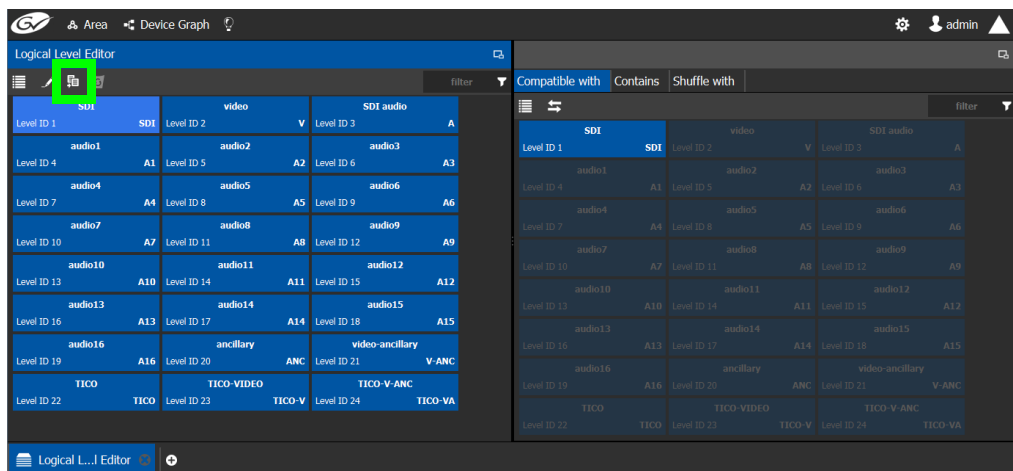 GV Area Device Graph admin
Logical Level Editor
filter
Compatible with Contains Shuffle with
filter
SDI video SDI audio
Level ID 1 SDI Level ID 2 V Level ID 3 A
audio1 audio2 audio3
Level ID 4 A1 Level ID 5 A2 Level ID 6 A3
audio4 audio5 audio6
Level ID 7 A4 Level ID 8 A5 Level ID 9 A6
audio7 audio8 audio9
Level ID 10 A7 Level ID 11 A8 Level ID 12 A9
audio10 audio11 audio12
Level ID 13 A10 Level ID 14 A11 Level ID 15 A12
audio13 audio14 audio15
Level ID 16 A13 Level ID 17 A14 Level ID 18 A15
audio16 ancillary video-ancillary
Level ID 19 A16 Level ID 20 ANC Level ID 21 V-ANC
TICO TICO-VIDEO TICO-V-ANC
Level ID 22 TICO Level ID 23 TICO-V Level ID 24 TICO-VA
SDI video SDI audio
Level ID 1 SDI Level ID 2 V Level ID 3 A
audio1 audio2 audio3
Level ID 4 A1 Level ID 5 A2 Level ID 6 A3
audio4 audio5 audio6
Level ID 7 A4 Level ID 8 A5 Level ID 9 A6
audio7 audio8 audio9
Level ID 10 A7 Level ID 11 A8 Level ID 12 A9
audio10 audio11 audio12
Level ID 13 A10 Level ID 14 A11 Level ID 15 A12
audio13 audio14 audio15
Level ID 16 A13 Level ID 17 A14 Level ID 18 A15
audio16 ancillary video-ancillary
Level ID 19 A16 Level ID 20 ANC Level ID 21 V-ANC
TICO TICO-VIDEO TICO-V-ANC
Level ID 22 TICO Level ID 23 TICO-V Level ID 24 TICO-VA
Logical L...l Editor